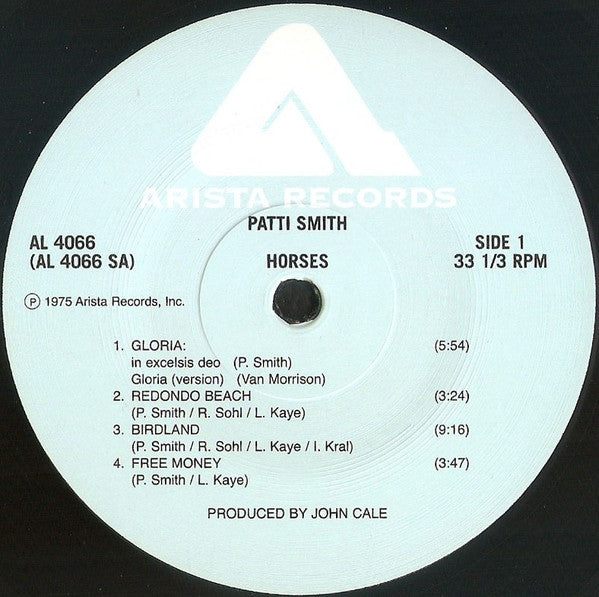 ARISTA RECORDS
PATTI SMITH
AL 4066
(AL 4066 SA)
HORSES
SIDE 1
33 1/3 RPM
Ⓟ 1975 Arista Records, Inc.
1. GLORIA: (5:54)
in excelsis deo (P. Smith)
Gloria (version) (Van Morrison)
2. REDONDO BEACH (3:24)
(P. Smith / R. Sohl / L. Kaye)
3. BIRDLAND (9:16)
(P. Smith / R. Sohl / L. Kaye / I. Kral)
4. FREE MONEY (3:47)
(P. Smith / L. Kaye)
PRODUCED BY JOHN CALE